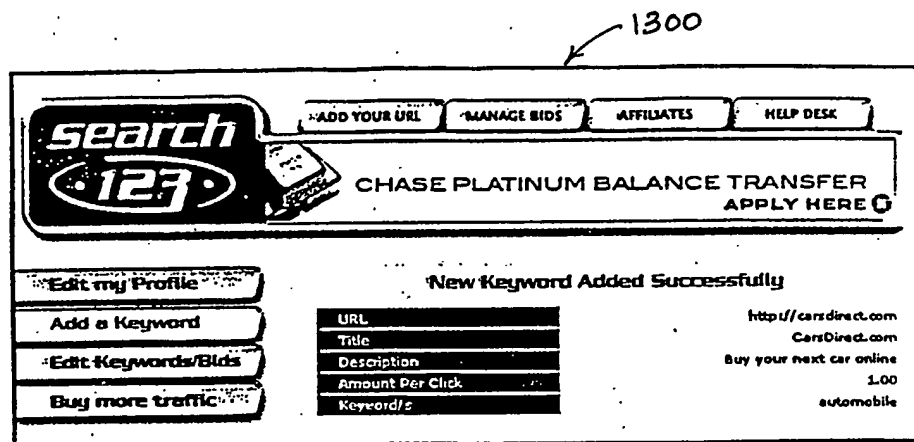 1300
ADD YOUR URL MANAGE BIDS AFFILIATES HELP DESK
search
123
CHASE PLATINUM BALANCE TRANSFER
APPLY HERE
Edit my Profile
Add a Keyword
Edit Keywords/Bids
Buy more traffic
New Keyword Added Successfully
URL http://carsdirect.com
Title CarsDirect.com
Description Buy your next car online
Amount Per Click 1.00
Keyword/s automobile